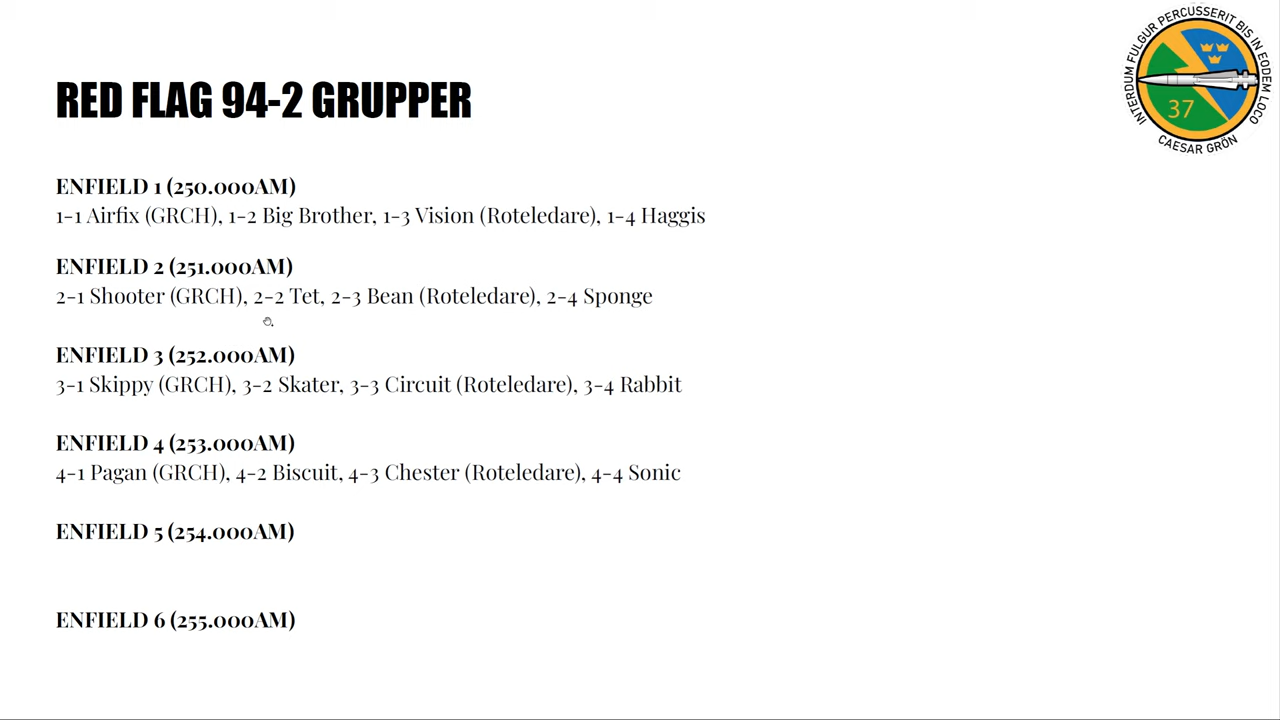 RED FLAG 94-2 GRUPPER
INTERDUM FULGUR PERCUSSERIT BIS IN EODEM LOCO
37
CAESAR GRÖN
ENFIELD 1 (250.000AM)
1-1 Airfix (GRCH), 1-2 Big Brother, 1-3 Vision (Roteledare), 1-4 Haggis
ENFIELD 2 (251.000AM)
2-1 Shooter (GRCH), 2-2 Tet, 2-3 Bean (Roteledare), 2-4 Sponge
ENFIELD 3 (252.000AM)
3-1 Skippy (GRCH), 3-2 Skater, 3-3 Circuit (Roteledare), 3-4 Rabbit
ENFIELD 4 (253.000AM)
4-1 Pagan (GRCH), 4-2 Biscuit, 4-3 Chester (Roteledare), 4-4 Sonic
ENFIELD 5 (254.000AM)
ENFIELD 6 (255.000AM)